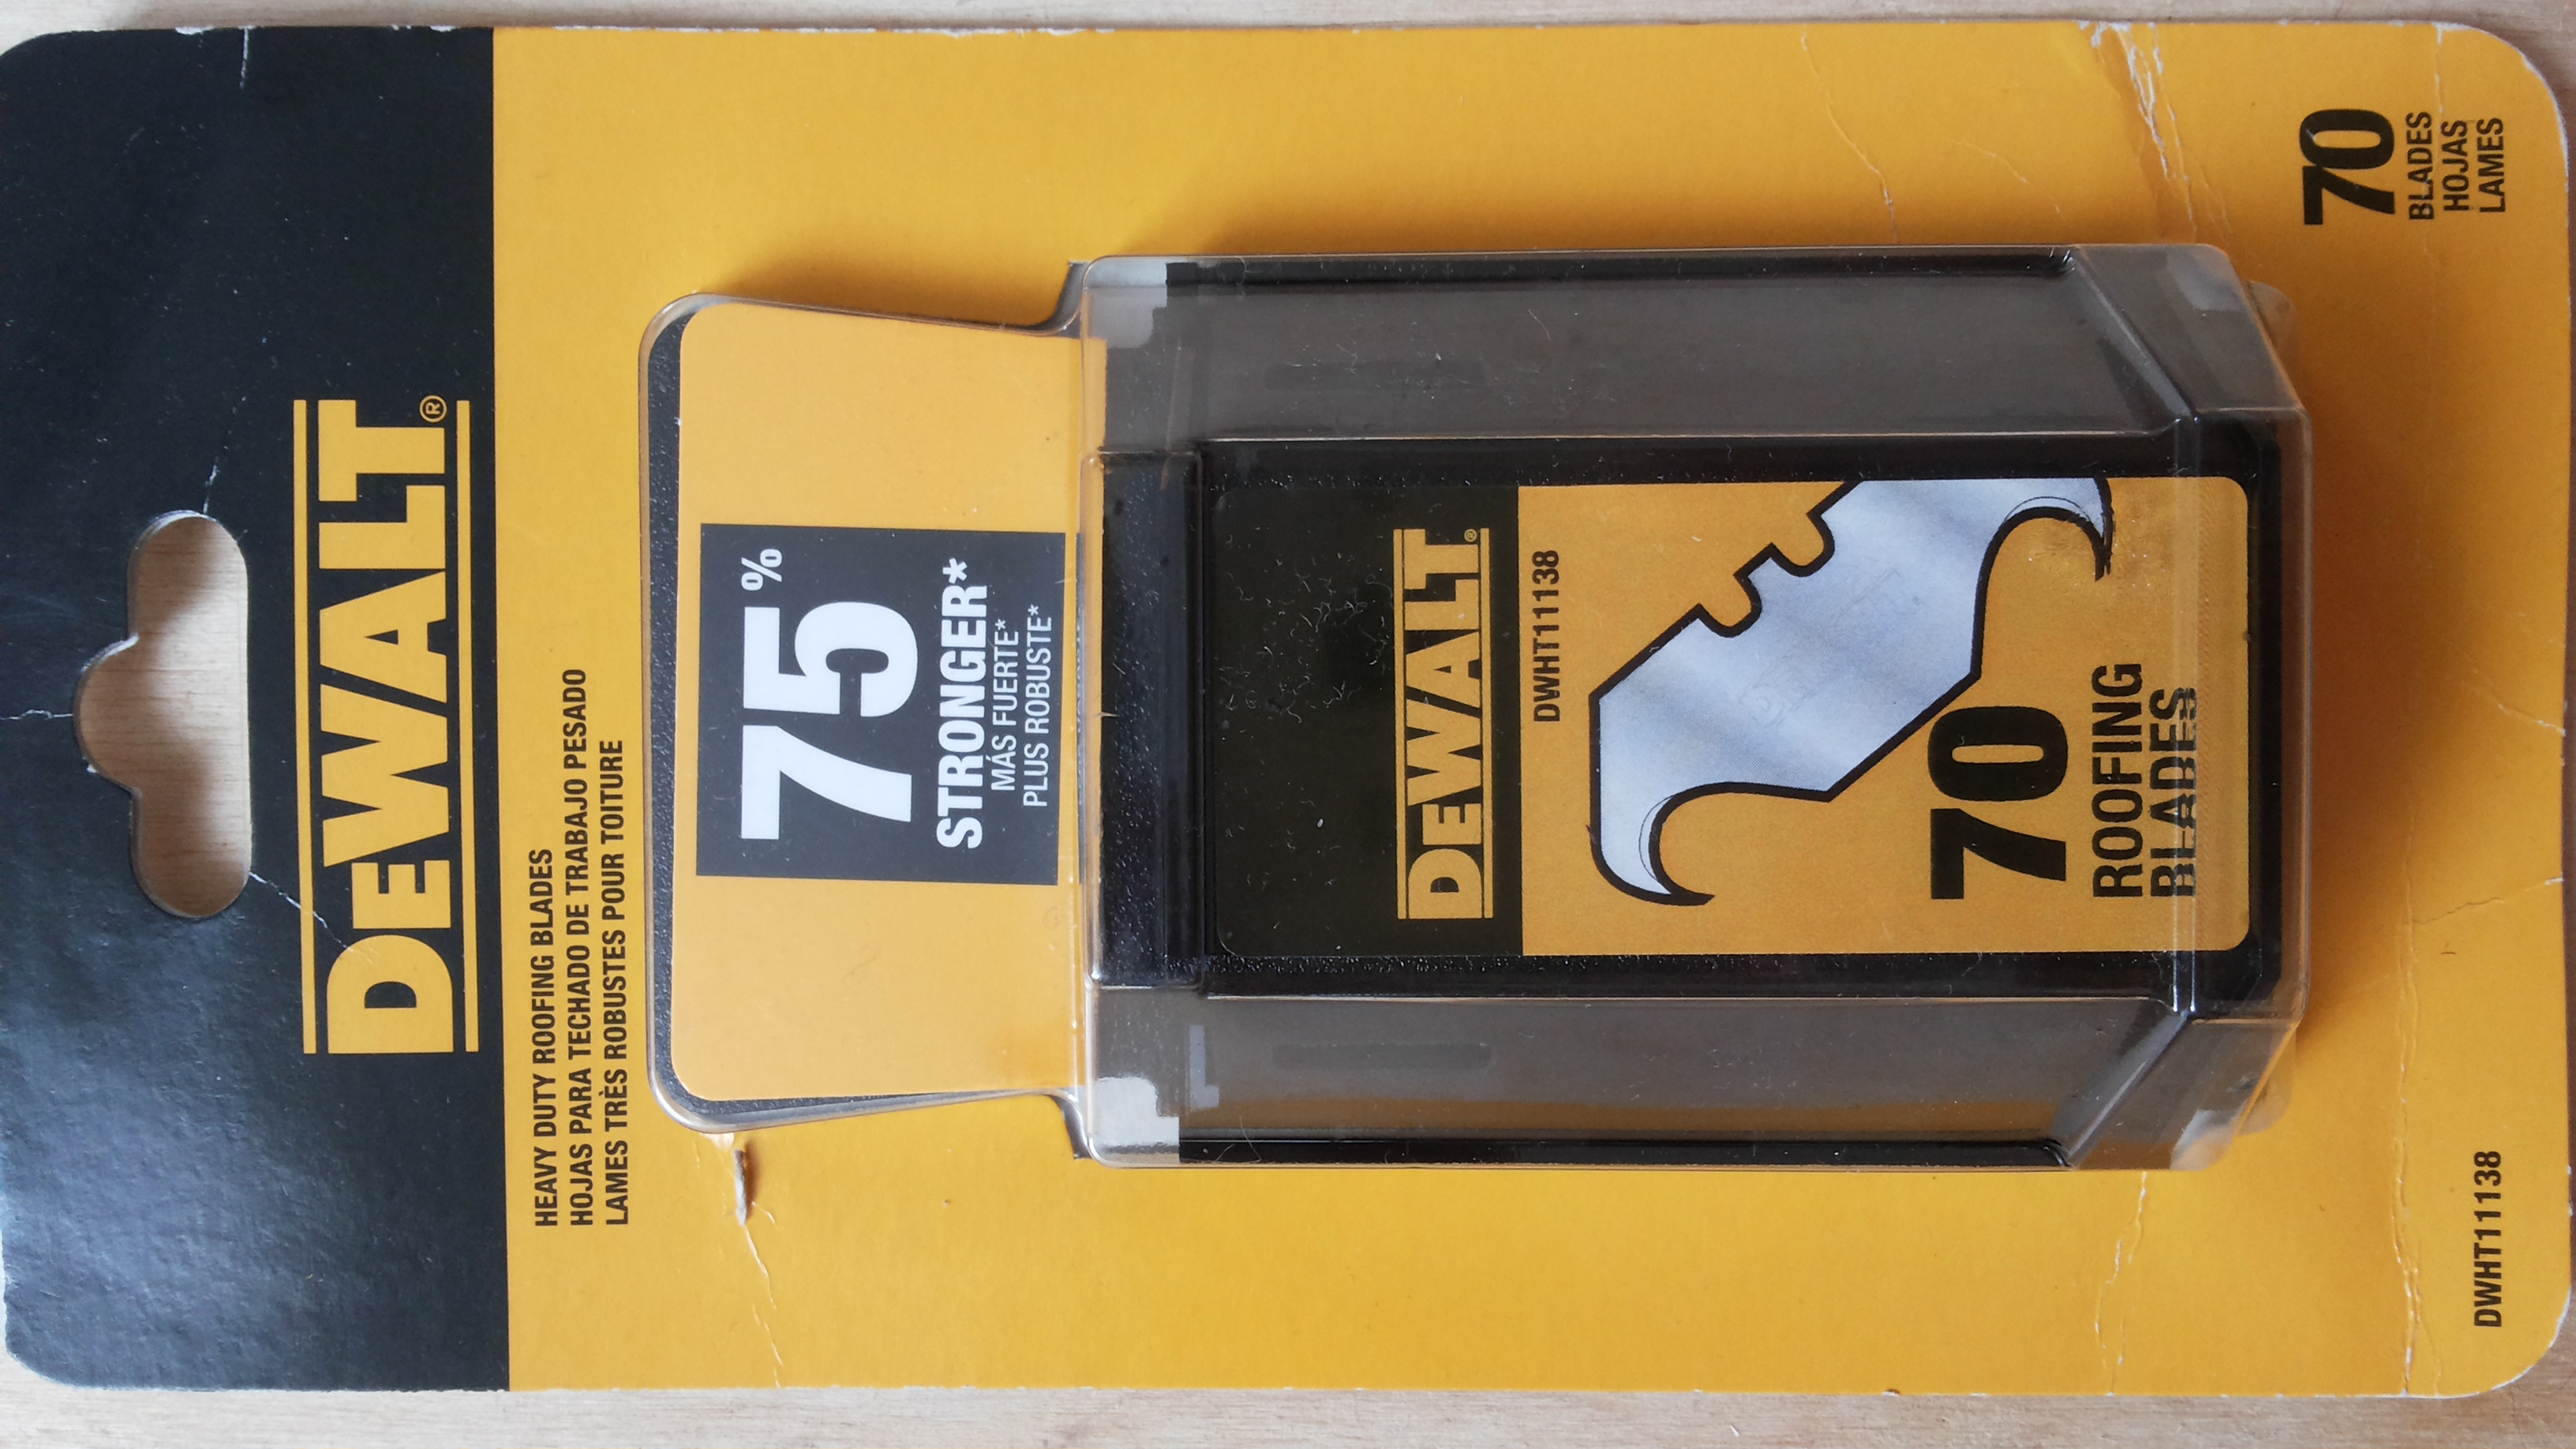 DEWALT®
HEAVY DUTY ROOFING BLADES
HOJAS PARA TECHADO DE TRABAJO PESADO
LAMES TRÈS ROBUSTES POUR TOITURE
75%
STRONGER*
MÁS FUERTE*
PLUS ROBUSTE*
DEWALT®
DWHT11138
70
ROOFING
BLADES
70
BLADES
HOJAS
LAMES
DWHT11138